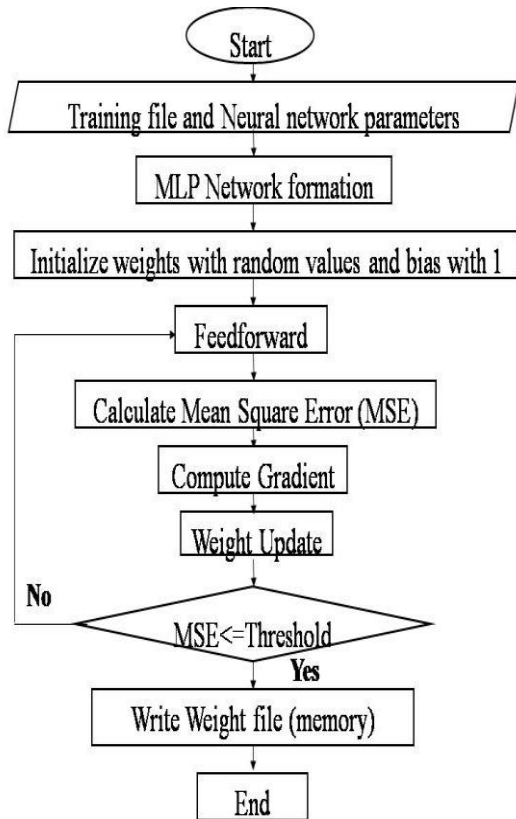 Start
Training file and Neural network parameters
MLP Network formation
Initialize weights with random values and bias with 1
Feedforward
Calculate Mean Square Error (MSE)
Compute Gradient
Weight Update
No
MSE<=Threshold
Yes
Write Weight file (memory)
End